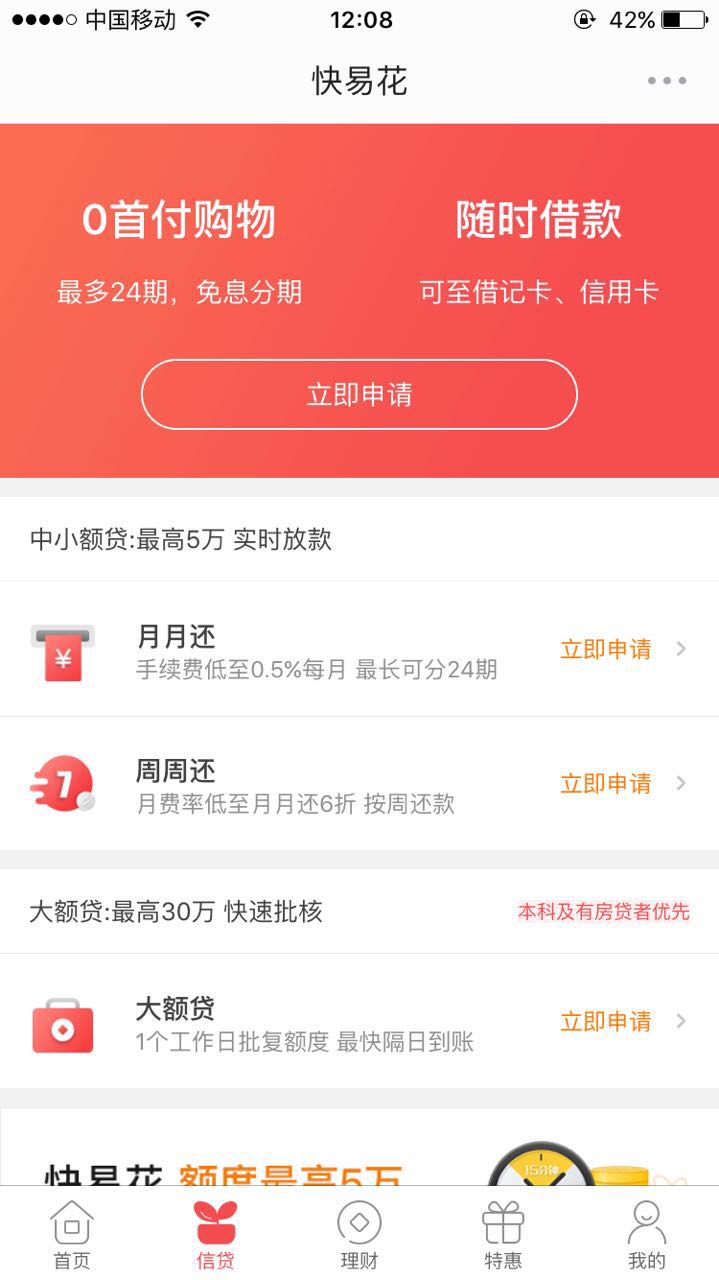 中国移动
12:08
42%
快易花
0首付购物
随时借款
最多24期，免息分期
可至借记卡、信用卡
立即申请
中小额贷:最高5万 实时放款
月月还
手续费低至0.5%每月 最长可分24期
立即申请
7
周周还
月费率低至月月还6折 按周还款
立即申请
大额贷:最高30万 快速批核
本科及有房贷者优先
大额贷
1个工作日批复额度 最快隔日到账
立即申请
快易花 额度最高5万
15分钟
首页
信贷
理财
特惠
我的